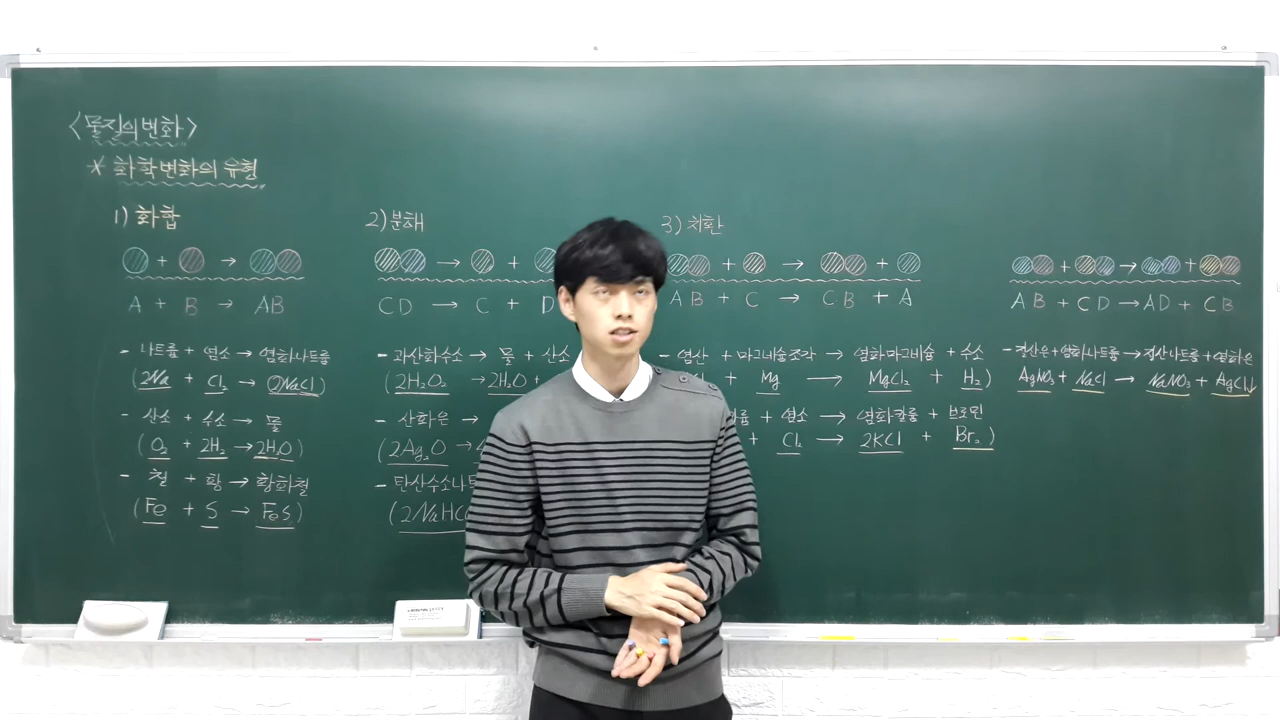 <물질의 변화>
* 화학변화의 유형
1) 화합
A + B → AB
- 나트륨 + 염소 → 염화나트륨
(2Na + Cl₂ → 2NaCl)
- 산소 + 수소 → 물
(O₂ + 2H₂ → 2H₂O)
- 철 + 황 → 황화철
(Fe + S → FeS)
2) 분해
CD → C + D
- 과산화수소 → 물 + 산소
(2H₂O₂ → 2H₂O +
- 산화은 →
(2Ag₂O →
- 탄산수소나트
(2NaHC
3) 치환
AB + C → CB + A
- 염산 + 마그네슘조각 → 염화마그네슘 + 수소
+ Mg → MgCl₂ + H₂)
륨 + 염소 → 염화칼륨 + 브로민
+ Cl₂ → 2KCl + Br₂)
AB + CD → AD + CB
- 질산은 + 염화나트륨 → 질산나트륨 + 염화은
AgNO₃ + NaCl → NaNO₃ + AgCl↓